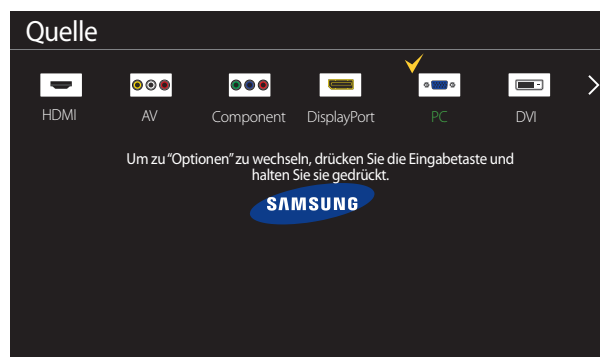 Quelle
HDMI AV Component DisplayPort PC DVI
Um zu "Optionen" zu wechseln, drücken Sie die Eingabetaste und
halten Sie sie gedrückt.
SAMSUNG